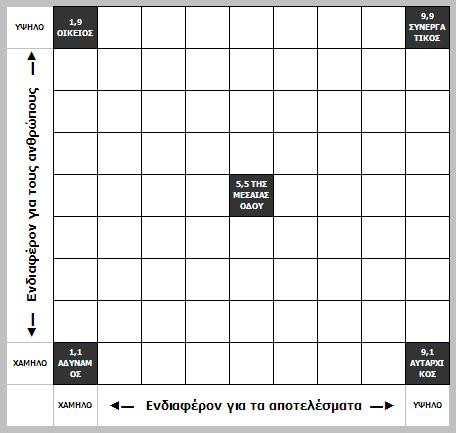 ΥΨΗΛΟ
1,9
ΟΙΚΕΙΟΣ
9,9
ΣΥΝΕΡΓΑ
ΤΙΚΟΣ
Ενδιαφέρον για τους ανθρώπους
5,5 ΤΗΣ
ΜΕΣΑΙΑΣ
ΟΔΟΥ
ΧΑΜΗΛΟ
1,1
ΑΔΥΝΑΜ
ΟΣ
9,1
ΑΥΤΑΡΧΙ
ΚΟΣ
ΧΑΜΗΛΟ
Ενδιαφέρον για τα αποτελέσματα
ΥΨΗΛΟ